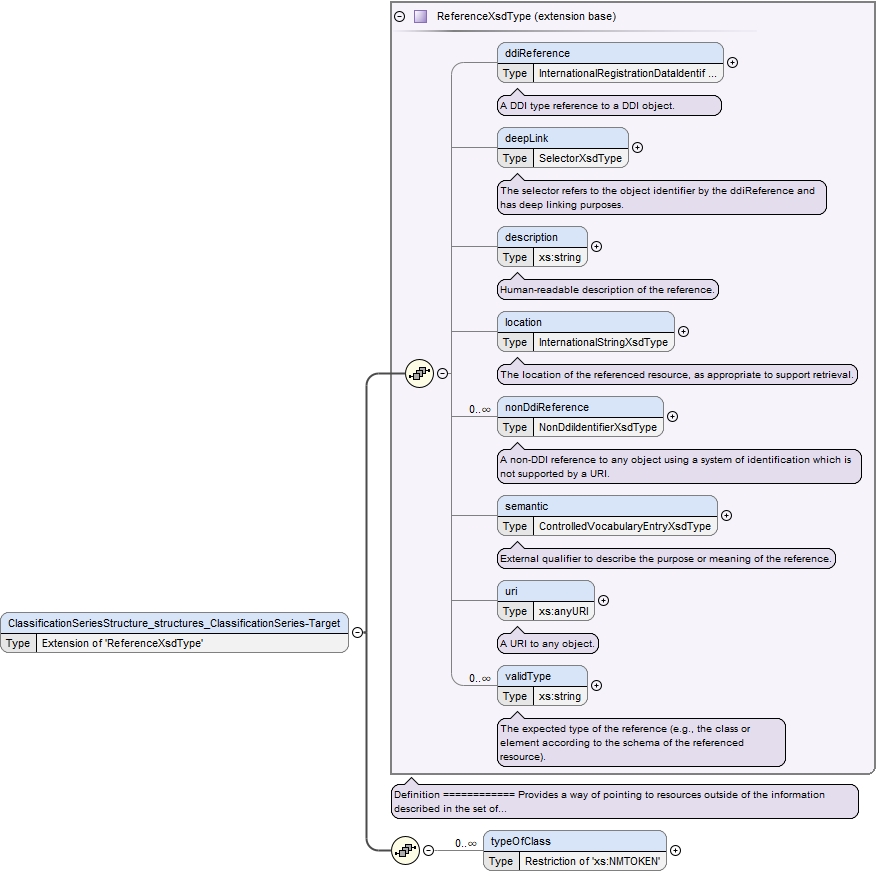 ReferenceXsdType (extension base)
ddiReference
Type InternationalRegistrationDataIdentif ...
A DDI type reference to a DDI object.
deepLink
Type SelectorXsdType
The selector refers to the object identifier by the ddiReference and
has deep linking purposes.
description
Type xs:string
Human-readable description of the reference.
location
Type InternationalStringXsdType
The location of the referenced resource, as appropriate to support retrieval.
0..∞ nonDdiReference
Type NonDdiIdentifierXsdType
A non-DDI reference to any object using a system of identification which is
not supported by a URI.
semantic
Type ControlledVocabularyEntryXsdType
External qualifier to describe the purpose or meaning of the reference.
uri
Type xs:anyURI
A URI to any object.
ClassificationSeriesStructure_structures_ClassificationSeries-Target
Type Extension of 'ReferenceXsdType'
0..∞ validType
Type xs:string
The expected type of the reference (e.g., the class or
element according to the schema of the referenced
resource).
Definition ============ Provides a way of pointing to resources outside of the information
described in the set of...
0..∞ typeOfClass
Type Restriction of 'xs:NMTOKEN'